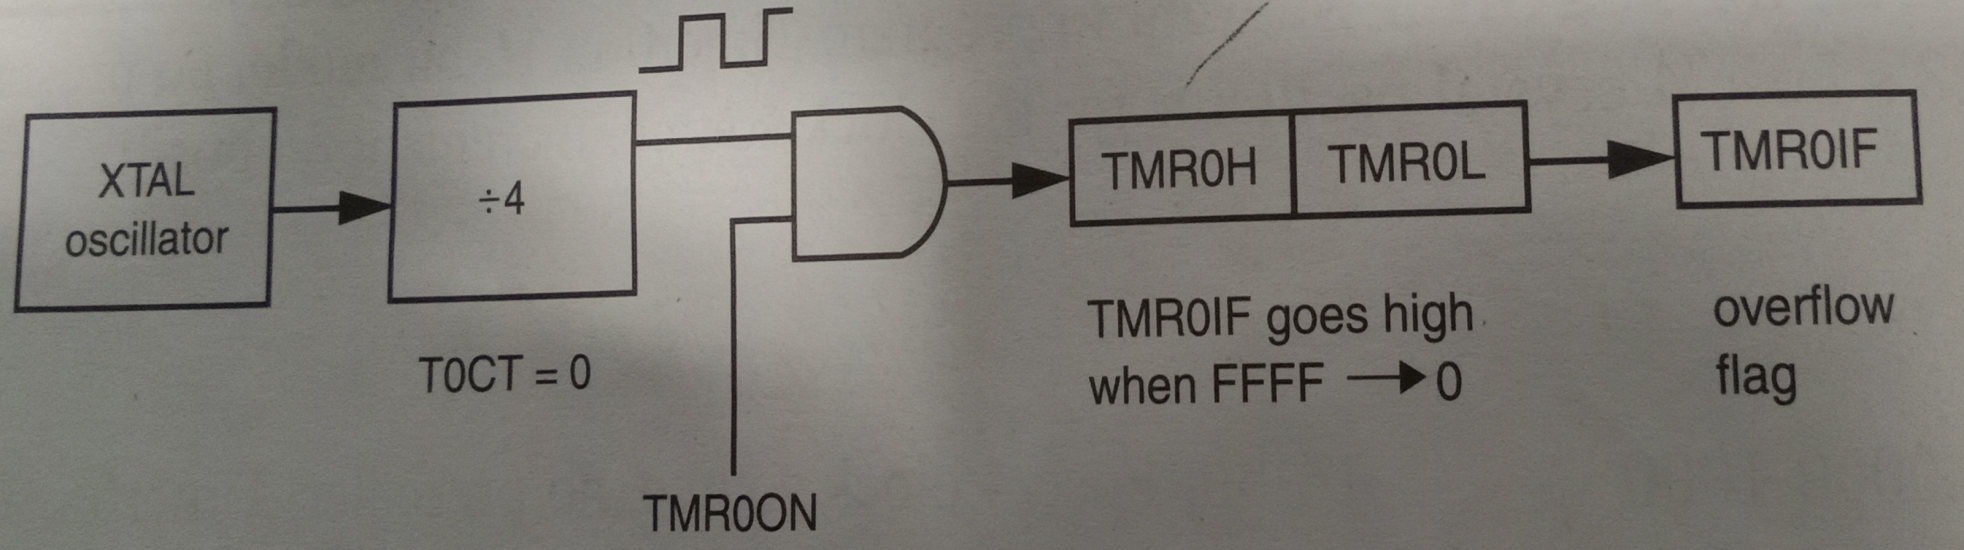 XTAL
oscillator
÷4
T0CT = 0
TMR0ON
TMR0H
TMR0L
TMR0IF goes high
when FFFF → 0
TMR0IF
overflow
flag